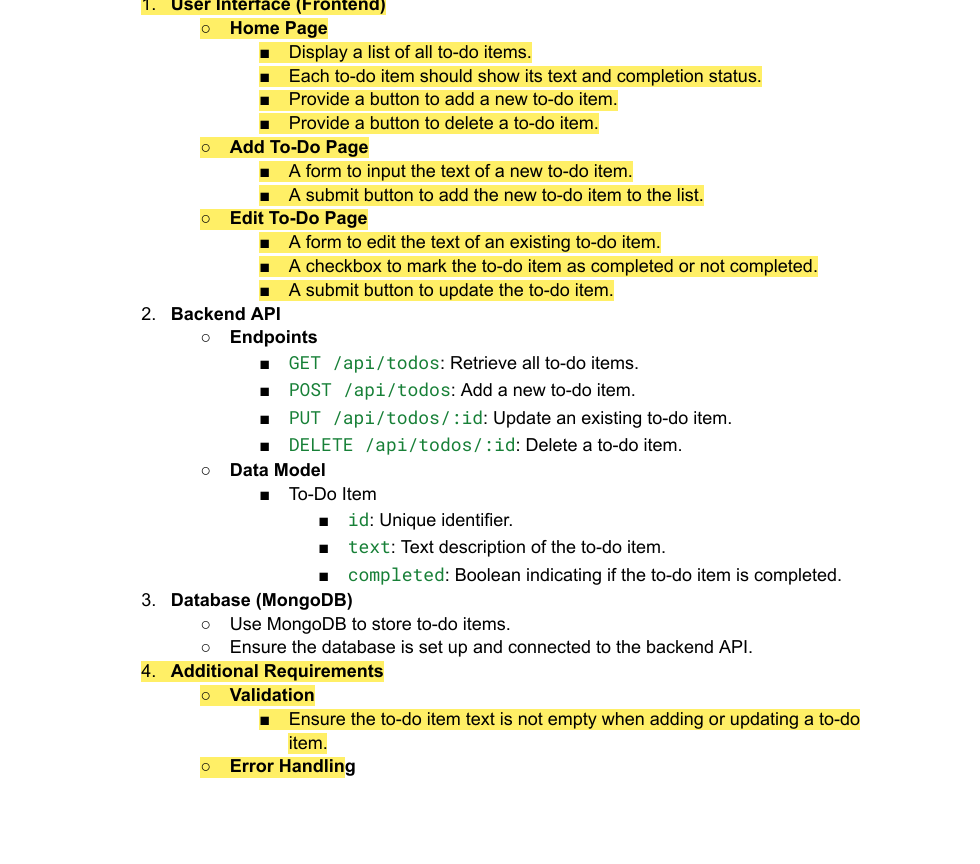 1. User Interface (Frontend)
○ Home Page
■ Display a list of all to-do items.
■ Each to-do item should show its text and completion status.
■ Provide a button to add a new to-do item.
■ Provide a button to delete a to-do item.
○ Add To-Do Page
■ A form to input the text of a new to-do item.
■ A submit button to add the new to-do item to the list.
○ Edit To-Do Page
■ A form to edit the text of an existing to-do item.
■ A checkbox to mark the to-do item as completed or not completed.
■ A submit button to update the to-do item.
2. Backend API
○ Endpoints
■ GET /api/todos: Retrieve all to-do items.
■ POST /api/todos: Add a new to-do item.
■ PUT /api/todos/:id: Update an existing to-do item.
■ DELETE /api/todos/:id: Delete a to-do item.
○ Data Model
■ To-Do Item
■ id: Unique identifier.
■ text: Text description of the to-do item.
■ completed: Boolean indicating if the to-do item is completed.
3. Database (MongoDB)
○ Use MongoDB to store to-do items.
○ Ensure the database is set up and connected to the backend API.
4. Additional Requirements
○ Validation
■ Ensure the to-do item text is not empty when adding or updating a to-do
item.
○ Error Handling